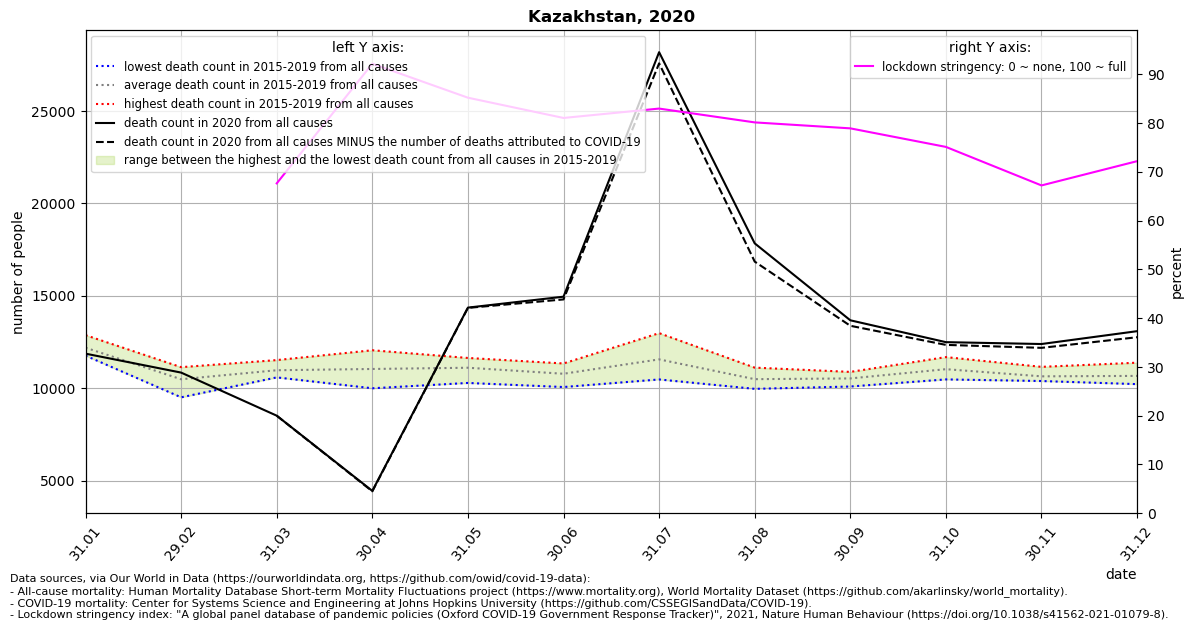 Kazakhstan, 2020
left Y axis:
lowest death count in 2015-2019 from all causes
average death count in 2015-2019 from all causes
highest death count in 2015-2019 from all causes
death count in 2020 from all causes
death count in 2020 from all causes MINUS the number of deaths attributed to COVID-19
range between the highest and the lowest death count from all causes in 2015-2019
right Y axis:
lockdown stringency: 0 ~ none, 100 ~ full
number of people
25000
20000
15000
10000
5000
percent
90
80
70
60
50
40
30
20
10
0
31.01
29.02
31.03
30.04
31.05
30.06
31.07
31.08
30.09
31.10
30.11
31.12
date
Data sources, via Our World in Data (https://ourworldindata.org, https://github.com/owid/covid-19-data):
- All-cause mortality: Human Mortality Database Short-term Mortality Fluctuations project (https://www.mortality.org), World Mortality Dataset (https://github.com/akarlinsky/world_mortality).
- COVID-19 mortality: Center for Systems Science and Engineering at Johns Hopkins University (https://github.com/CSSEGISandData/COVID-19).
- Lockdown stringency index: "A global panel database of pandemic policies (Oxford COVID-19 Government Response Tracker)", 2021, Nature Human Behaviour (https://doi.org/10.1038/s41562-021-01079-8).